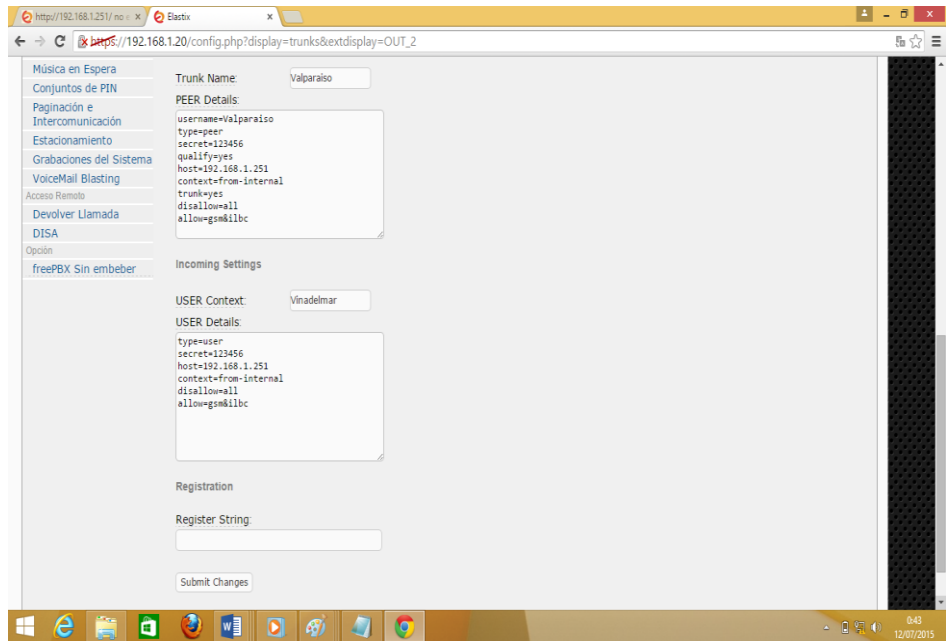 http://192.168.1.251/ no e
Elastix
https://192.168.1.20/config.php?display=trunks&extdisplay=OUT_2
Música en Espera
Conjuntos de PIN
Paginación e
Intercomunicación
Estacionamiento
Grabaciones del Sistema
VoiceMail Blasting
Acceso Remoto
Devolver Llamada
DISA
Opción
freePBX Sin embeber
Trunk Name:
Valparaiso
PEER Details:
username=Valparaiso
type=peer
secret=123456
qualify=yes
host=192.168.1.251
context=from-internal
trunk=yes
disallow=all
allow=gsm&ilbc
Incoming Settings
USER Context:
Vinadelmar
USER Details:
type=user
secret=123456
host=192.168.1.251
context=from-internal
disallow=all
allow=gsm&ilbc
Registration
Register String:
Submit Changes
0:43
12/07/2015